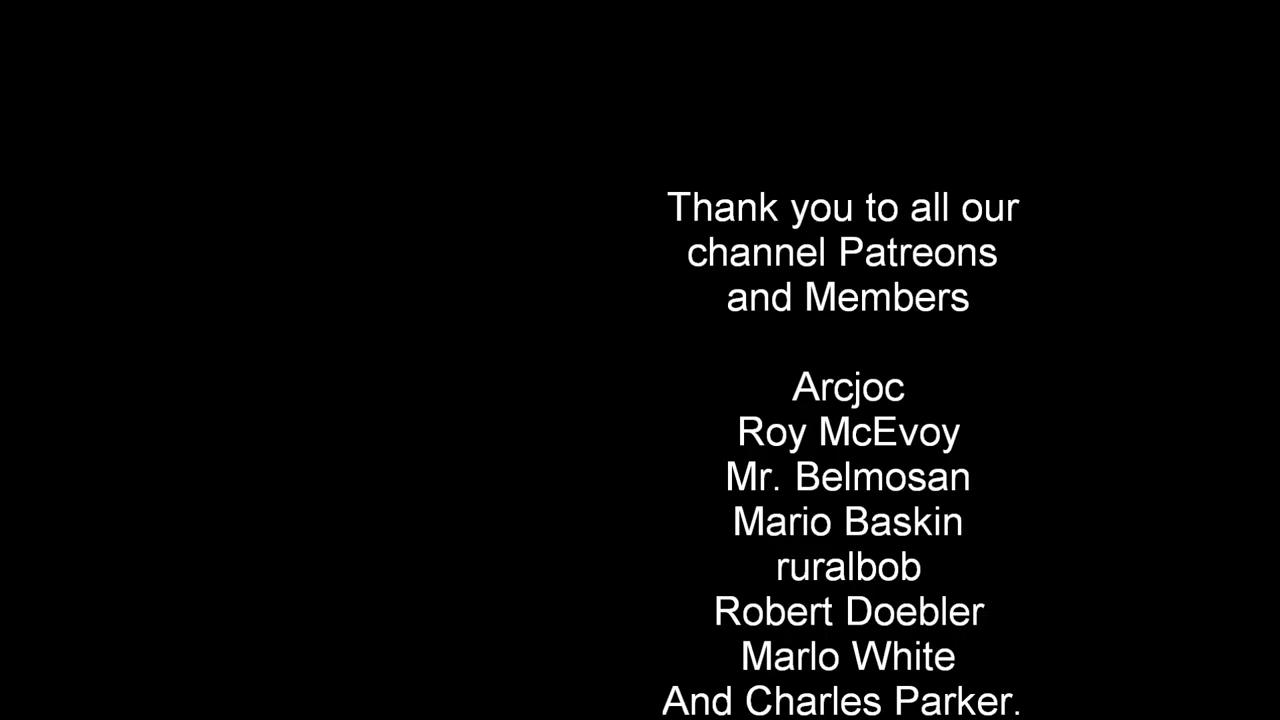 Thank you to all our
channel Patreons
and Members
Arcjoc
Roy McEvoy
Mr. Belmosan
Mario Baskin
ruralbob
Robert Doebler
Marlo White
And Charles Parker.